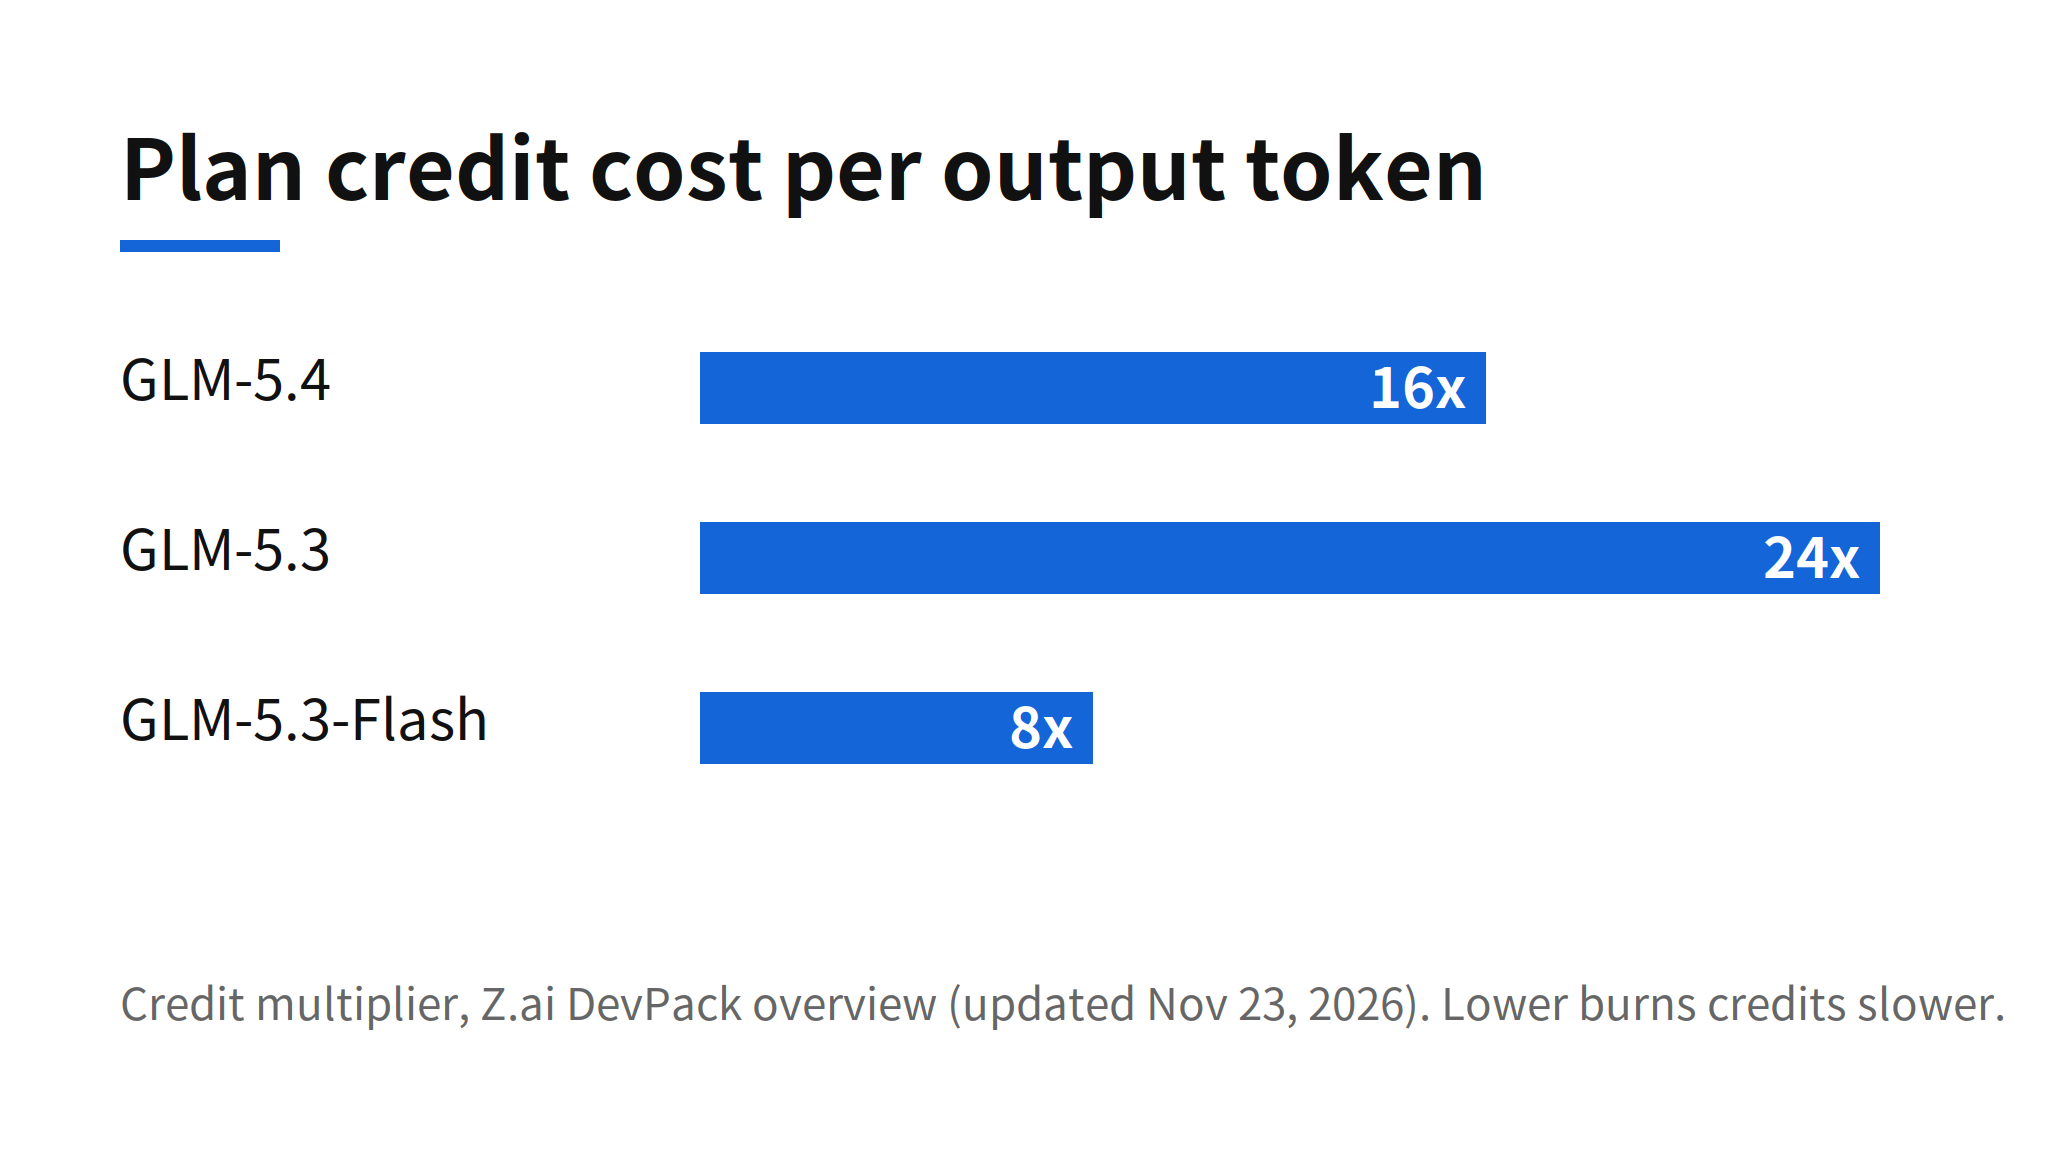 Plan credit cost per output token
GLM-5.4 16x
GLM-5.3 24x
GLM-5.3-Flash 8x
Credit multiplier, Z.ai DevPack overview (updated Nov 23, 2026). Lower burns credits slower.